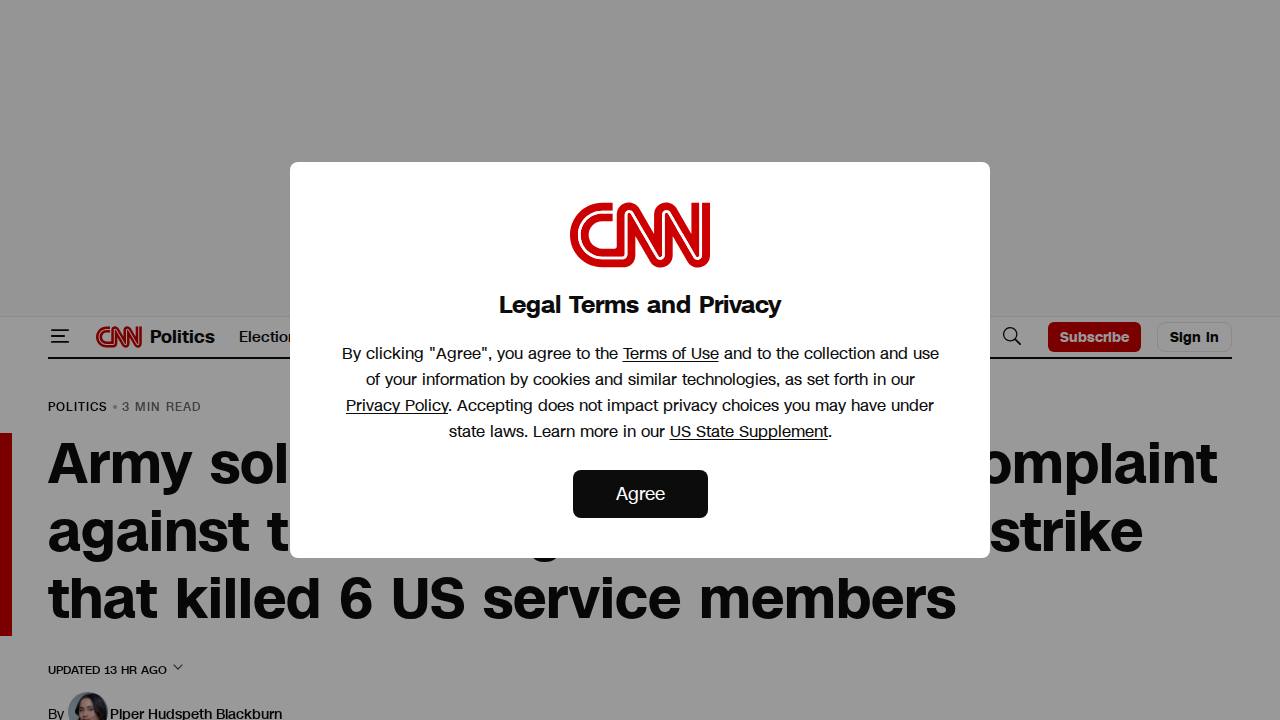 CNN
Legal Terms and Privacy
By clicking "Agree", you agree to the Terms of Use and to the collection and use
of your information by cookies and similar technologies, as set forth in our
Privacy Policy. Accepting does not impact privacy choices you may have under
state laws. Learn more in our US State Supplement.
Agree
CNN Politics
Subscribe
Sign in
POLITICS • 3 MIN READ
Army
against
strike
that killed 6 US service members
UPDATED 13 HR AGO
By Piper Hudspeth Blackburn